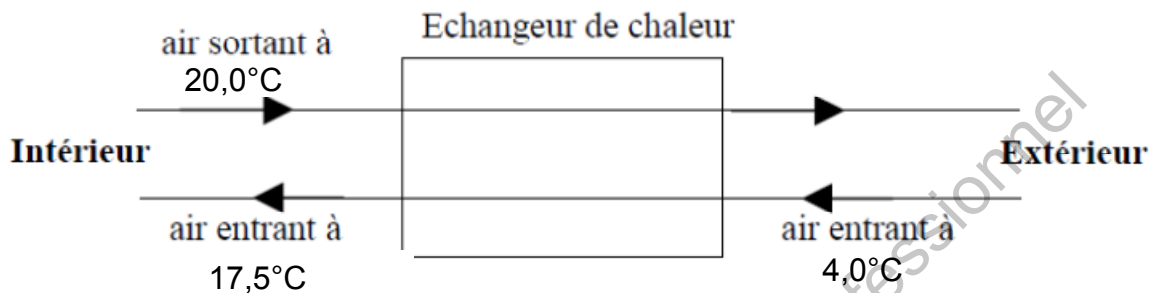 Echangeur de chaleur
air sortant à
20,0°C
Intérieur
Extérieur
air entrant à
17,5°C
air entrant à
4,0°C